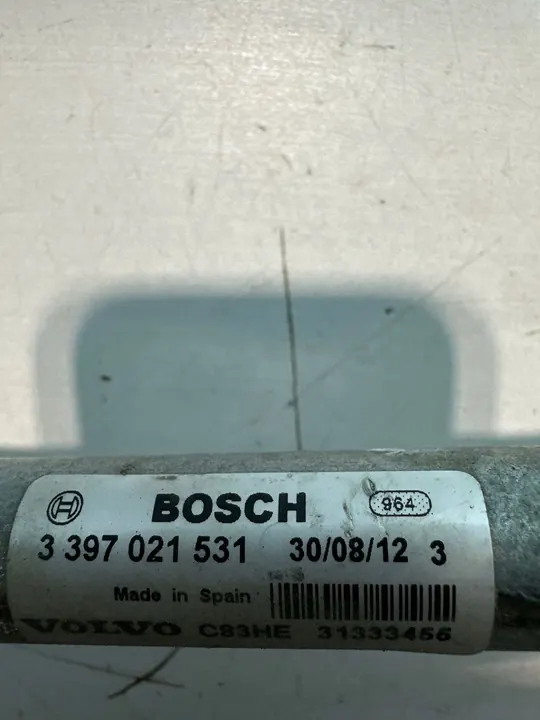 BOSCH 964
3 397 021 531 30/08/12 3
Made in Spain
VOLVO C83HE 31333456